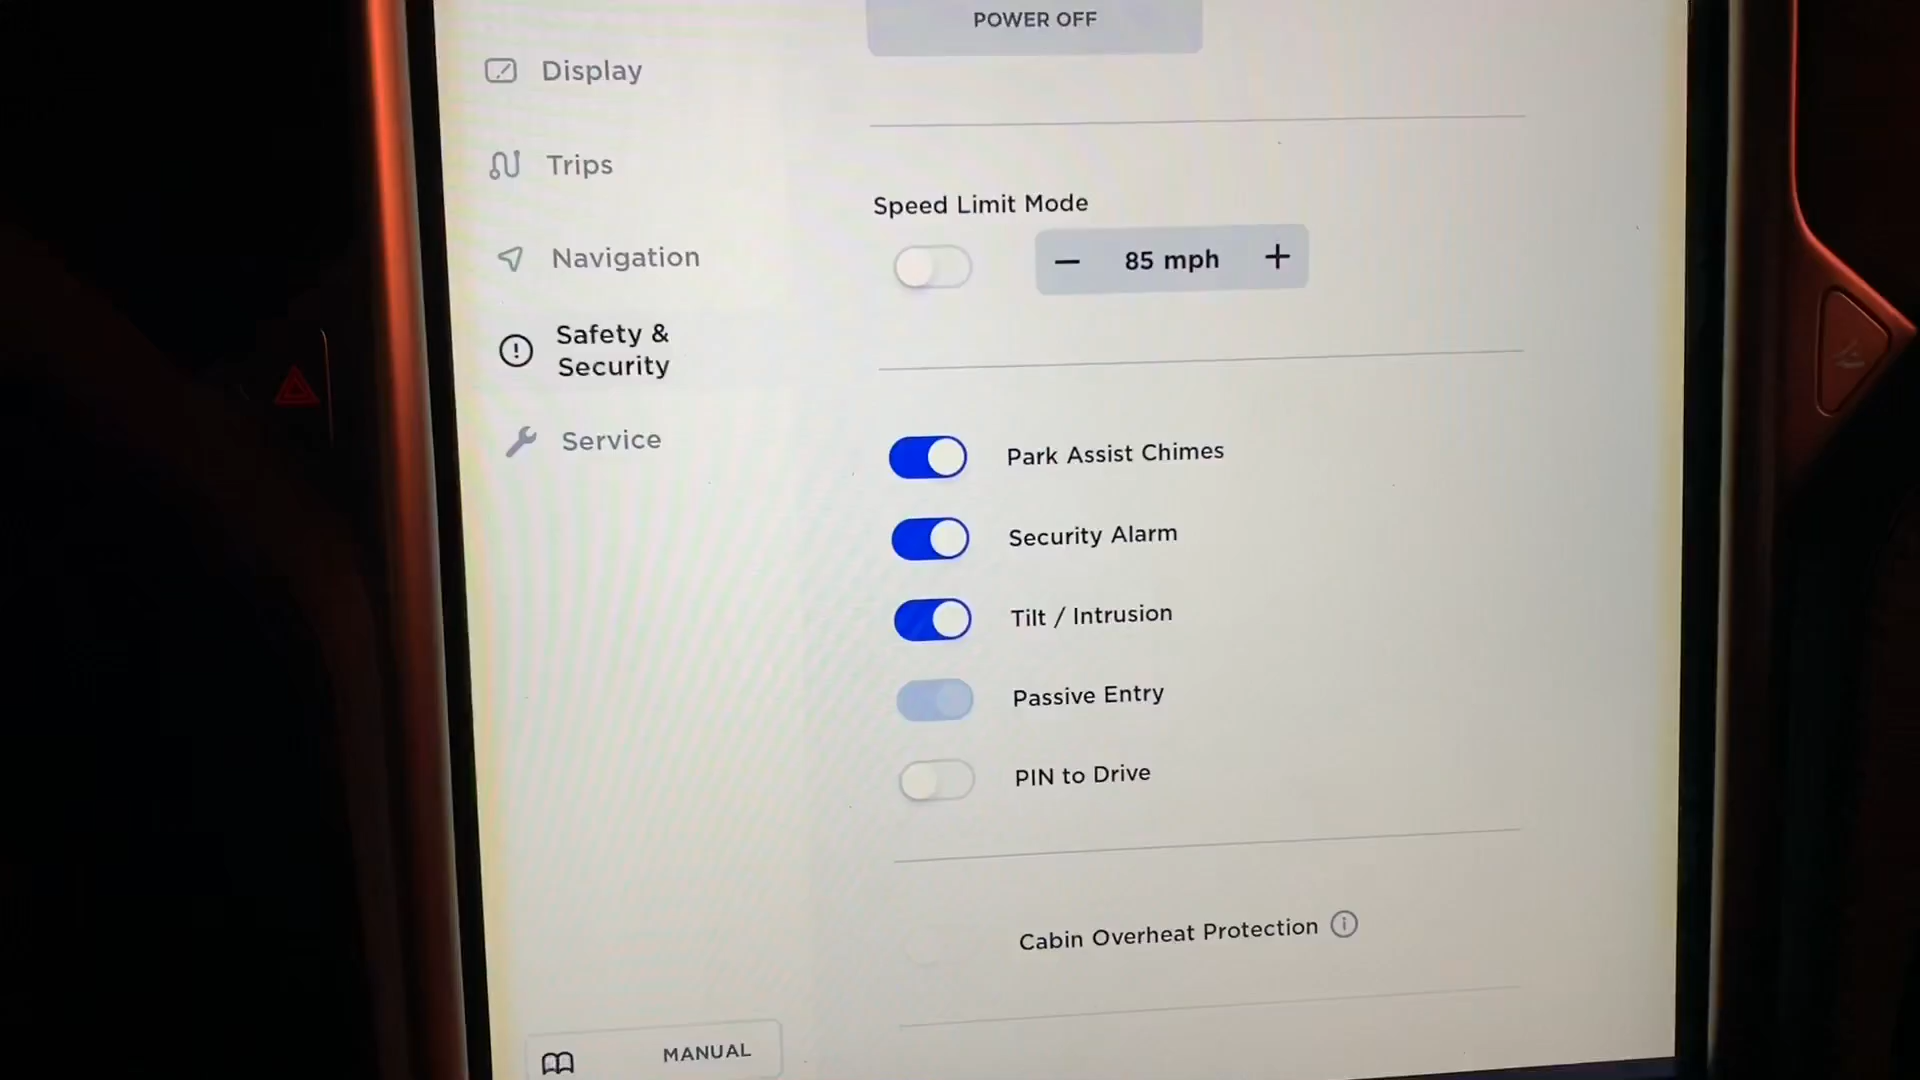 POWER OFF
Display
Trips
Navigation
Safety &
Security
Service
Speed Limit Mode
85 mph
Park Assist Chimes
Security Alarm
Tilt / Intrusion
Passive Entry
PIN to Drive
Cabin Overheat Protection
MANUAL